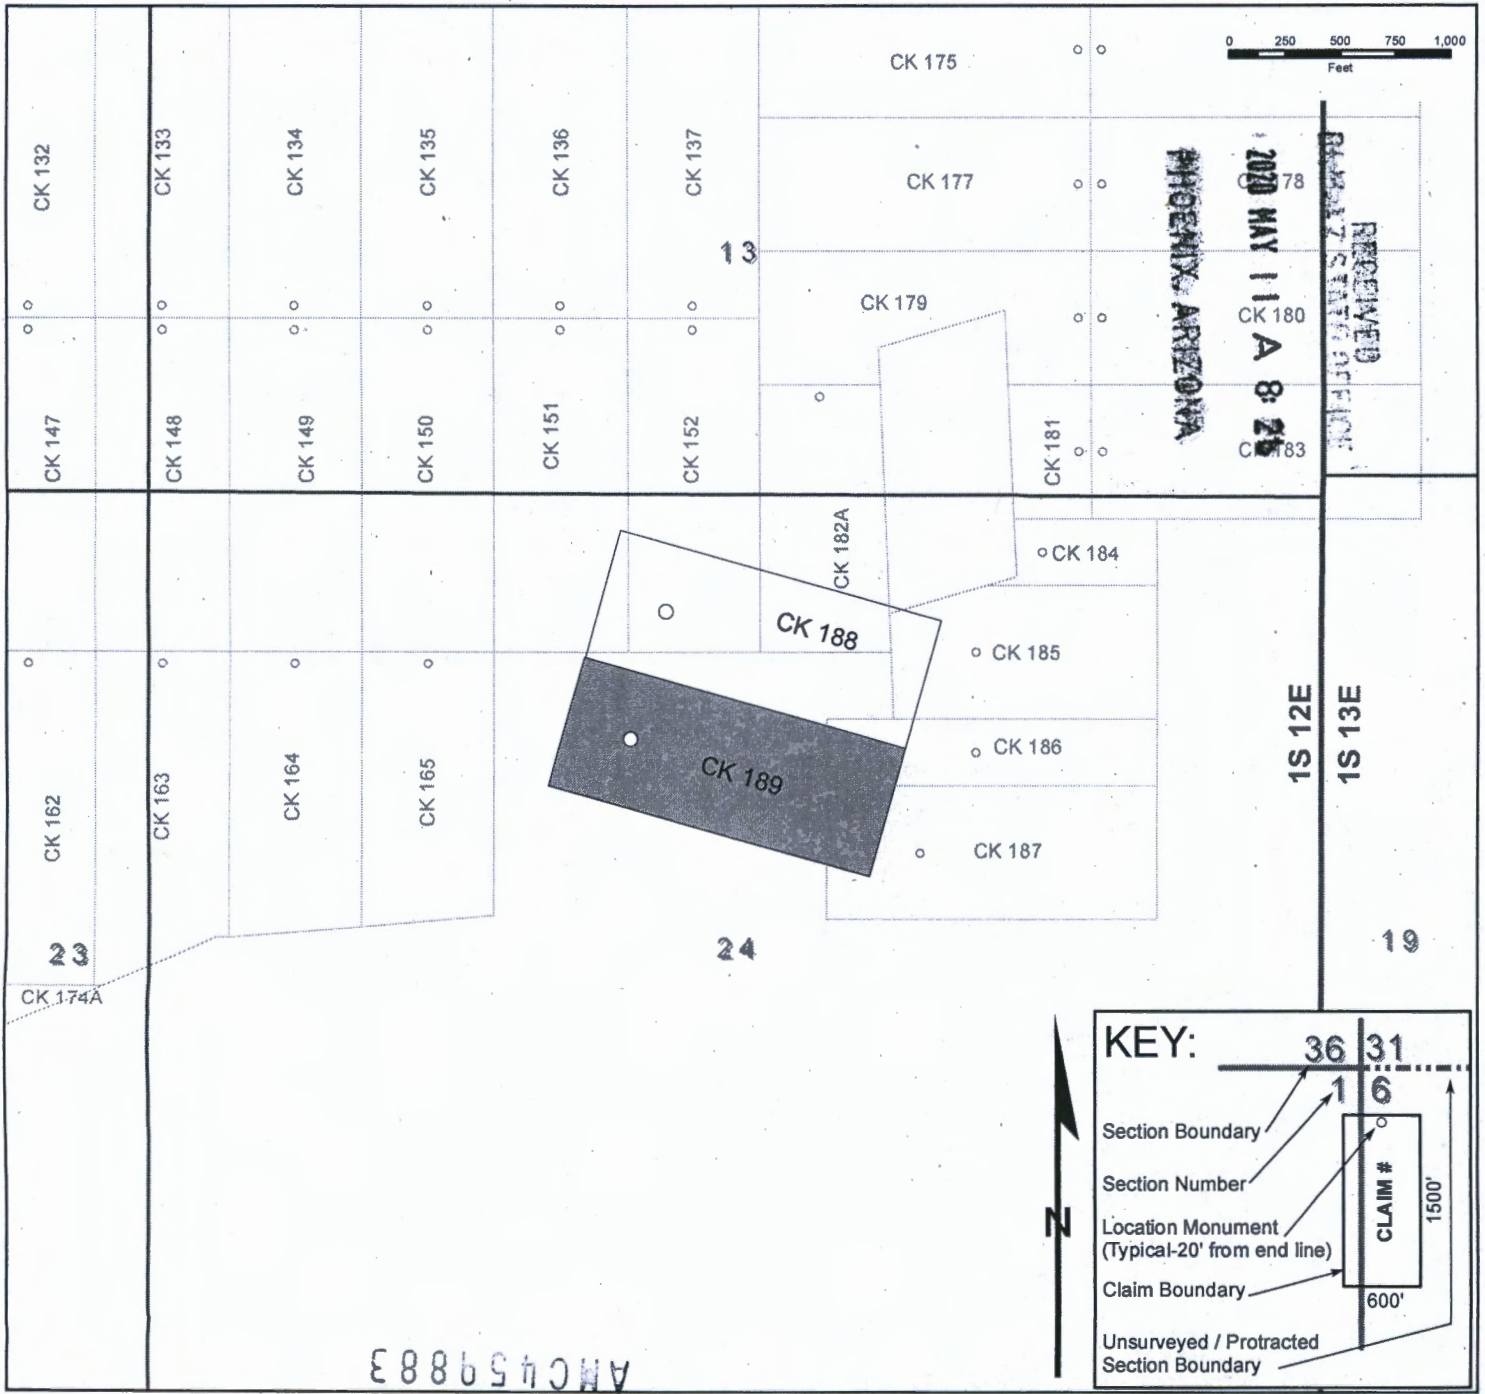 0 250 500 750 1,000
Feet
CK 175
CK 132
CK 133
CK 134
CK 135
CK 136
CK 137
CK 177
13
CK 179
CK 180
RECEIVED
2020 MAY 11 A 8: 26
PHOENIX, ARIZONA
CK 147
CK 148
CK 149
CK 150
CK 151
CK 152
CK 181
CK 182A
CK 184
CK 188
CK 185
CK 186
CK 189
CK 187
CK 162
CK 163
CK 164
CK 165
1S 12E
1S 13E
23
24
19
CK 174A
N
KEY:
36 31
1 6
Section Boundary
Section Number
Location Monument
(Typical-20' from end line)
Claim Boundary
Unsurveyed / Protracted
Section Boundary
CLAIM #
1500'
600'
AMC459883